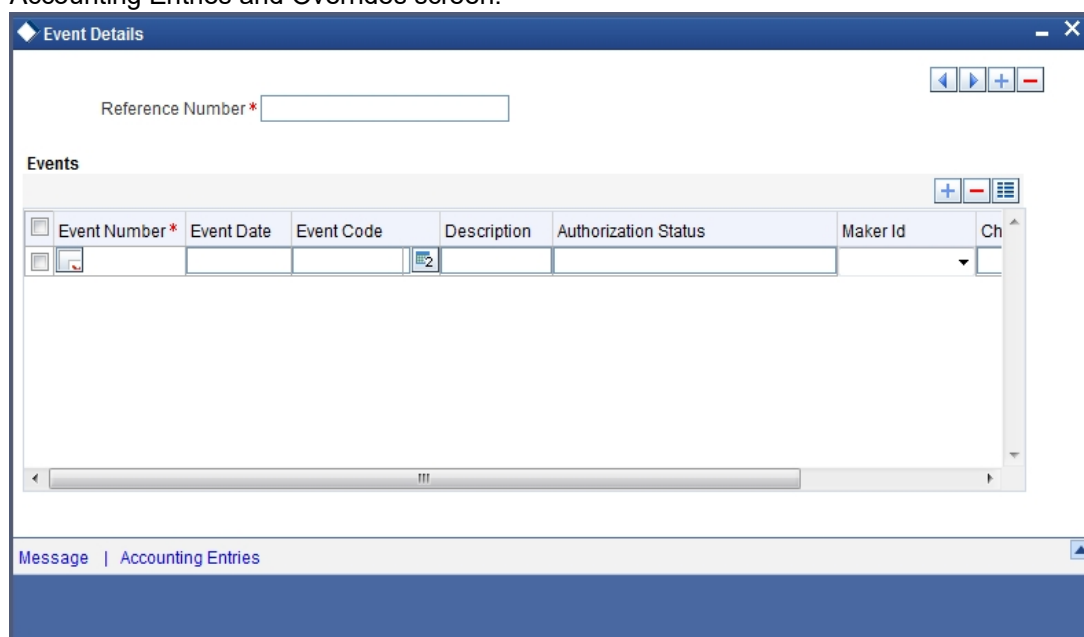 Accounting Entries and Overrides screen.
Event Details
Reference Number *
Events
Event Number * Event Date Event Code Description Authorization Status Maker Id Ch
2
Message | Accounting Entries